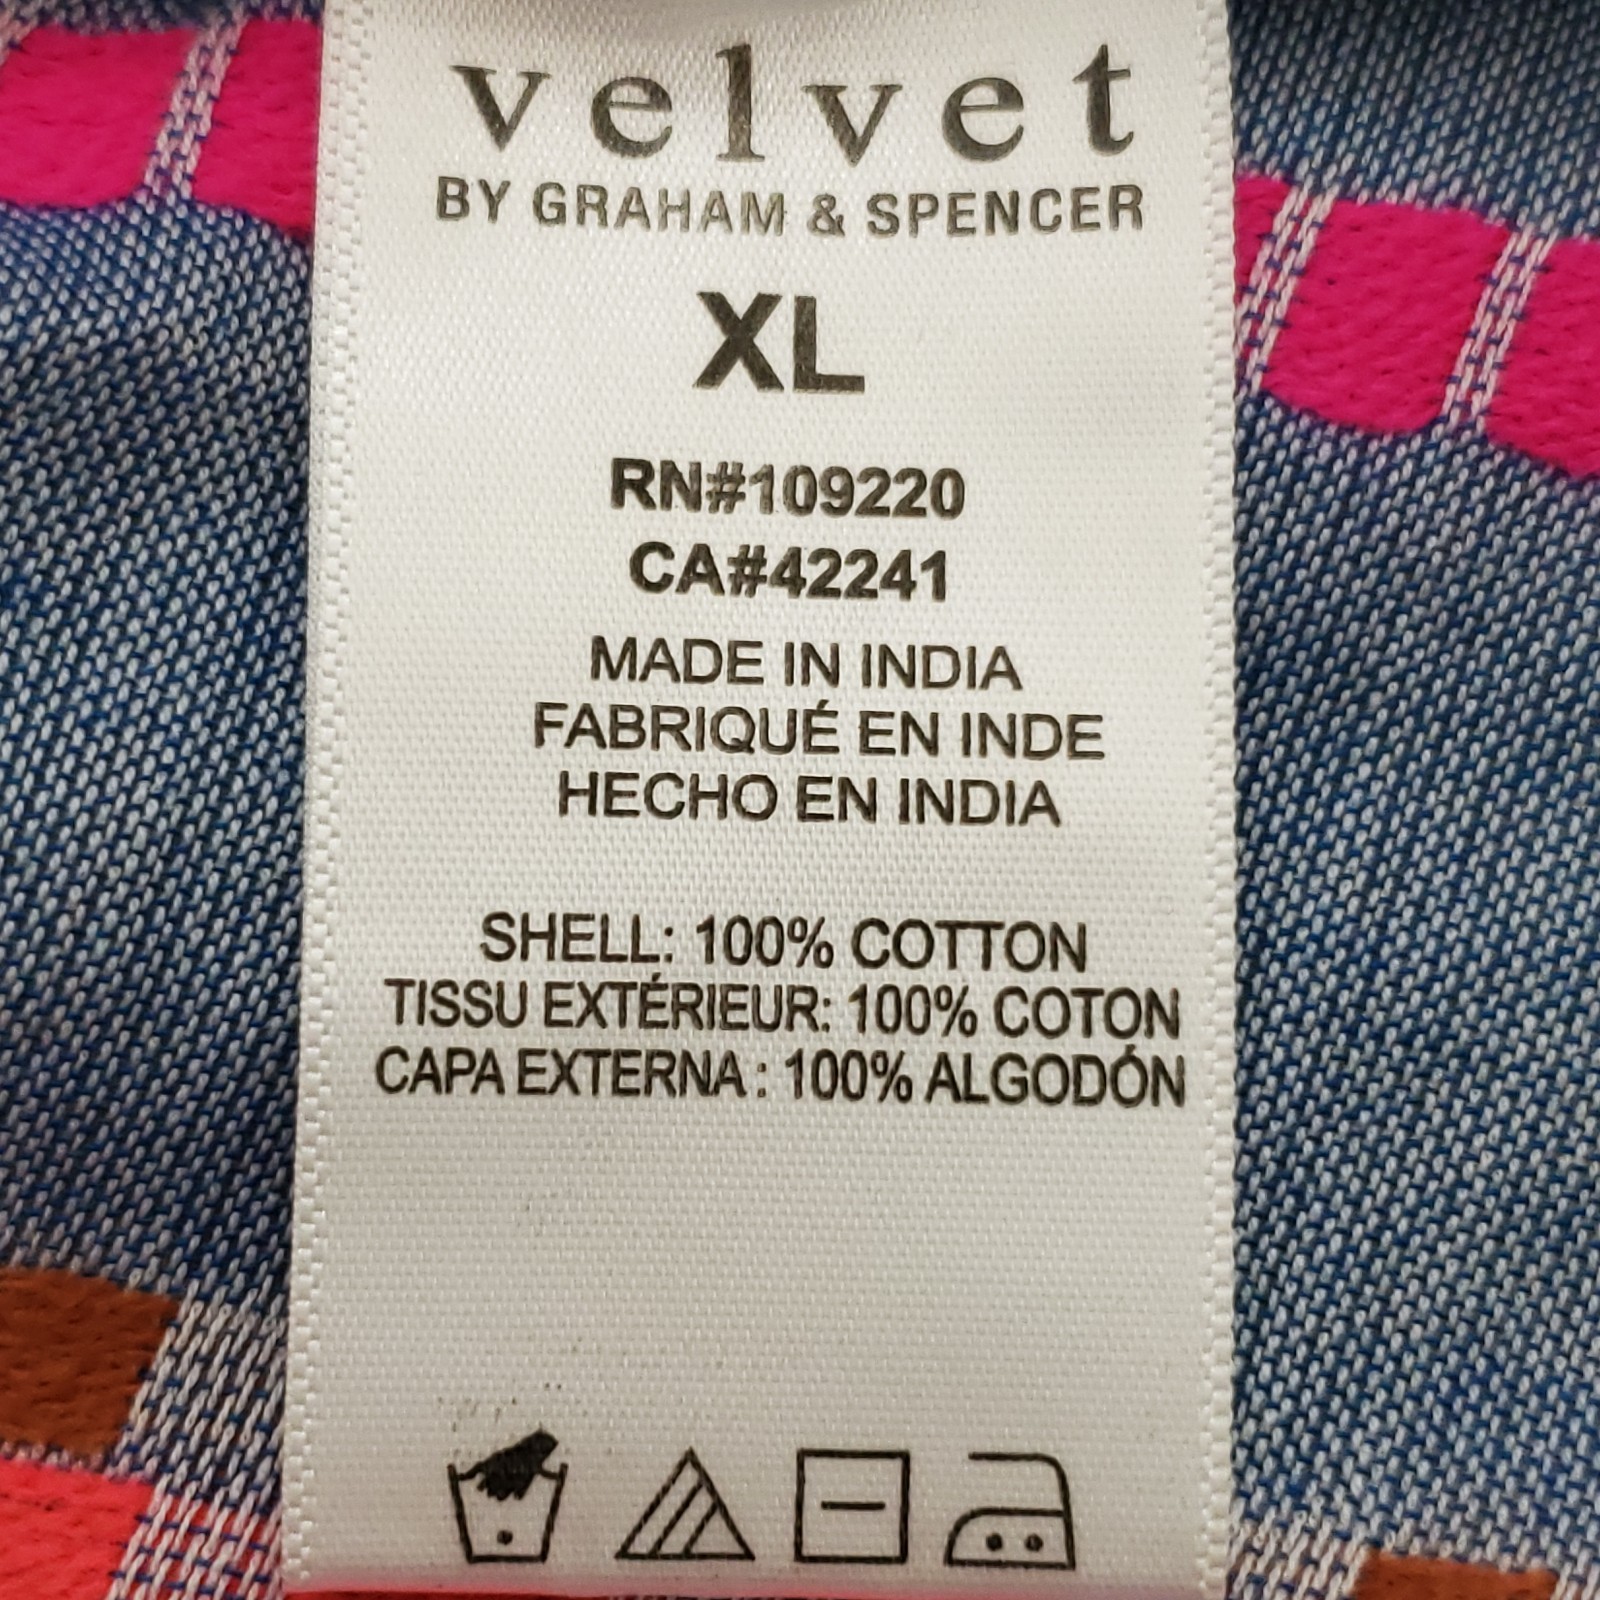 velvet
BY GRAHAM & SPENCER
XL
RN#109220
CA#42241
MADE IN INDIA
FABRIQUÉ EN INDE
HECHO EN INDIA
SHELL: 100% COTTON
TISSU EXTÉRIEUR: 100% COTON
CAPA EXTERNA : 100% ALGODÓN